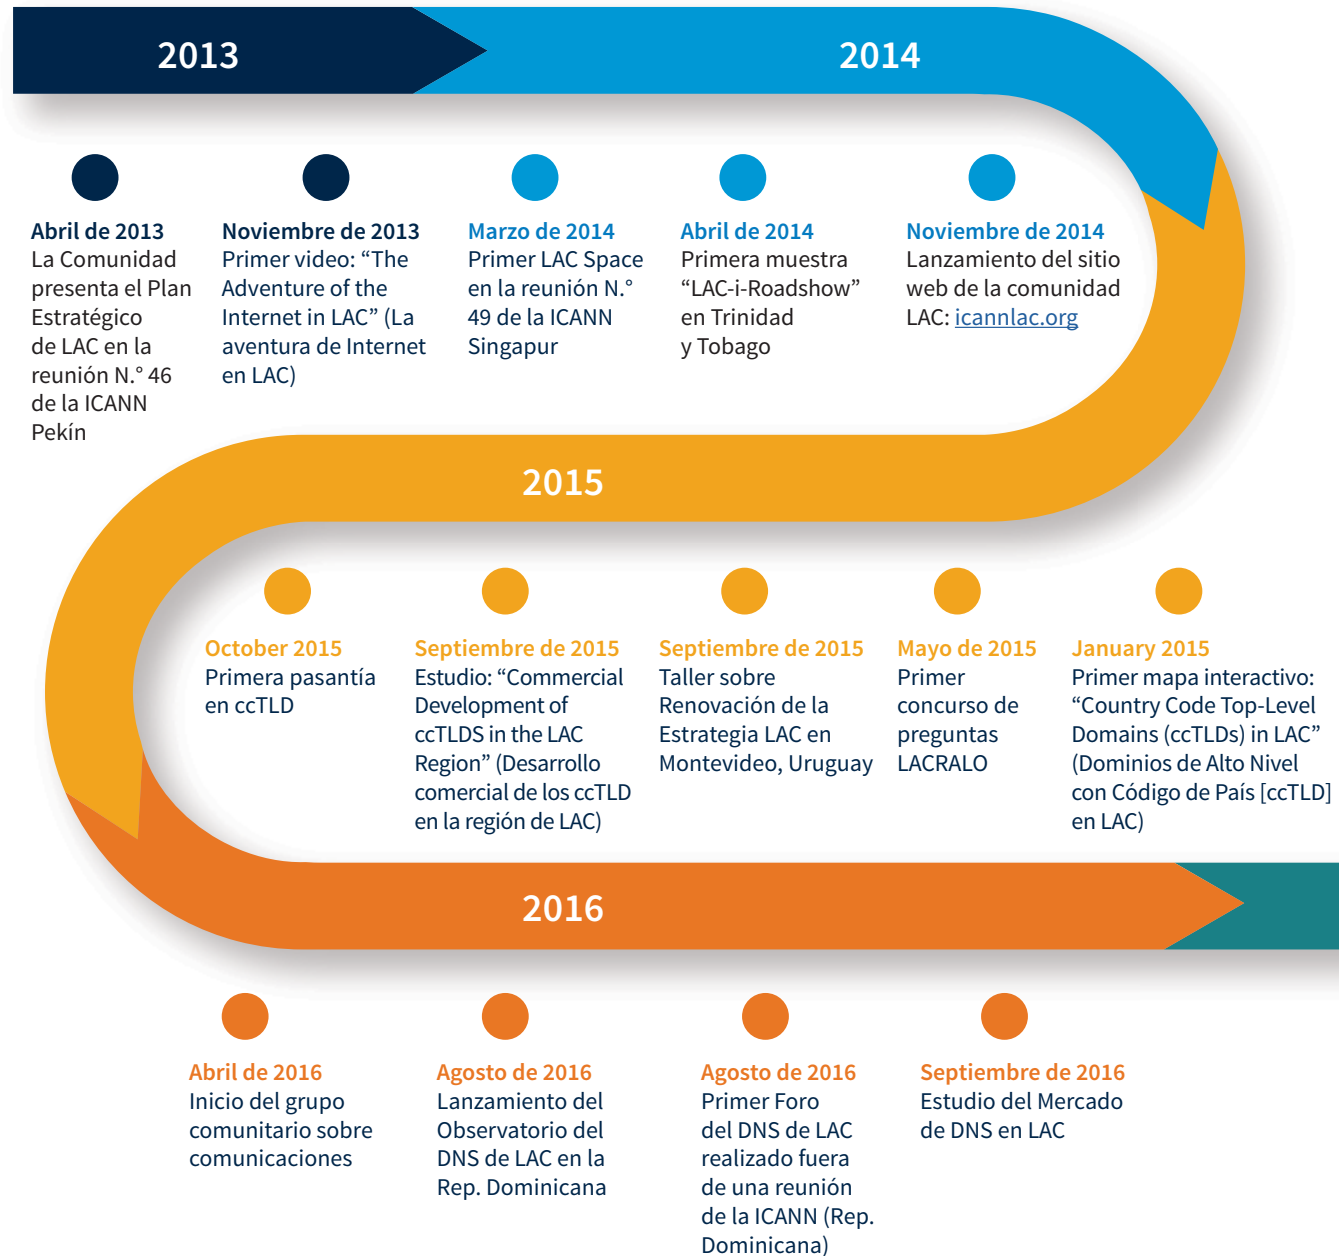 2013
2014
Abril de 2013
La Comunidad
presenta el Plan
Estratégico
de LAC en la
reunión N.° 46
de la ICANN
Pekín
Noviembre de 2013
Primer video: “The
Adventure of the
Internet in LAC” (La
aventura de Internet
en LAC)
Marzo de 2014
Primer LAC Space
en la reunión N.°
49 de la ICANN
Singapur
Abril de 2014
Primera muestra
“LAC-i-Roadshow”
en Trinidad
y Tobago
Noviembre de 2014
Lanzamiento del sitio
web de la comunidad
LAC: icannlac.org
2015
October 2015
Primera pasantía
en ccTLD
Septiembre de 2015
Estudio: “Commercial
Development of
ccTLDS in the LAC
Region” (Desarrollo
comercial de los ccTLD
en la región de LAC)
Septiembre de 2015
Taller sobre
Renovación de la
Estrategia LAC en
Montevideo, Uruguay
Mayo de 2015
Primer
concurso de
preguntas
LACRALO
January 2015
Primer mapa interactivo:
“Country Code Top-Level
Domains (ccTLDs) in LAC”
(Dominios de Alto Nivel
con Código de País [ccTLD]
en LAC)
2016
Abril de 2016
Inicio del grupo
comunitario sobre
comunicaciones
Agosto de 2016
Lanzamiento del
Observatorio del
DNS de LAC en la
Rep. Dominicana
Agosto de 2016
Primer Foro
del DNS de LAC
realizado fuera
de una reunión
de la ICANN (Rep.
Dominicana)
Septiembre de 2016
Estudio del Mercado
de DNS en LAC